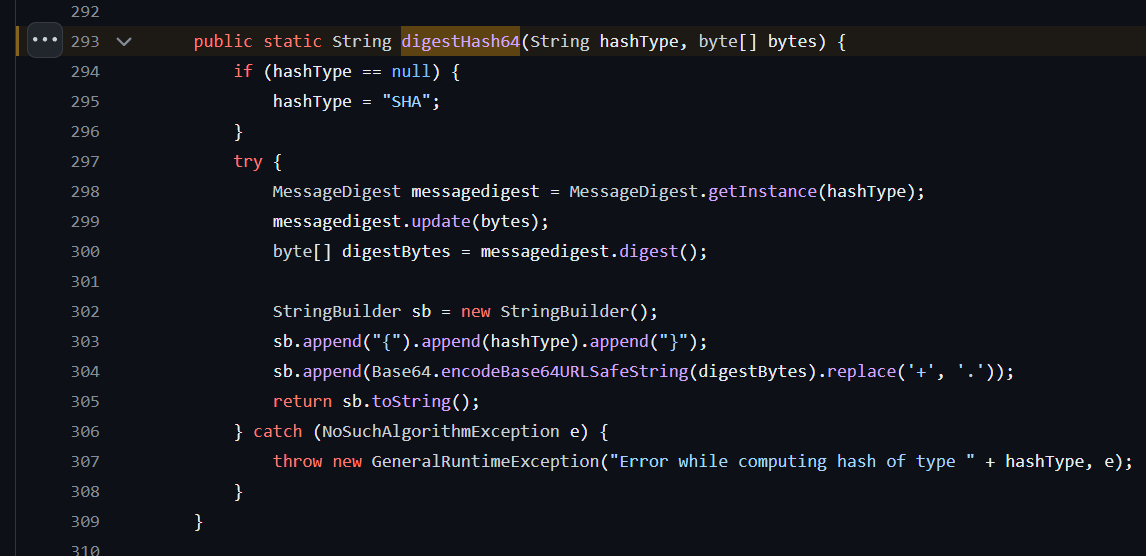 292
293 public static String digestHash64(String hashType, byte[] bytes) {
294 if (hashType == null) {
295 hashType = "SHA";
296 }
297 try {
298 MessageDigest messagedigest = MessageDigest.getInstance(hashType);
299 messagedigest.update(bytes);
300 byte[] digestBytes = messagedigest.digest();
301
302 StringBuilder sb = new StringBuilder();
303 sb.append("{").append(hashType).append("}");
304 sb.append(Base64.encodeBase64URLSafeString(digestBytes).replace('+', '.'));
305 return sb.toString();
306 } catch (NoSuchAlgorithmException e) {
307 throw new GeneralRuntimeException("Error while computing hash of type " + hashType, e);
308 }
309 }
310